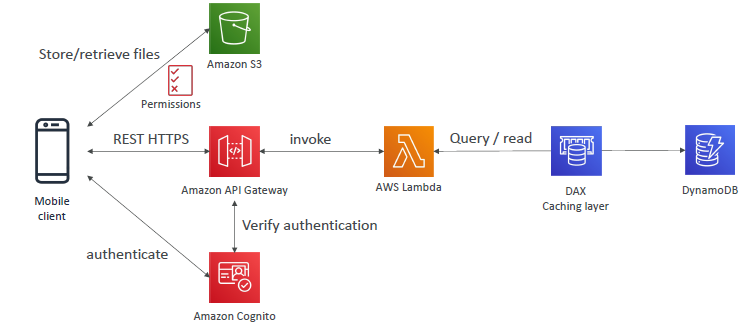 Store/retrieve files
Amazon S3
Permissions
REST HTTPS
invoke
Query / read
Mobile
client
Amazon API Gateway
AWS Lambda
DAX
Caching layer
DynamoDB
Verify authentication
authenticate
Amazon Cognito